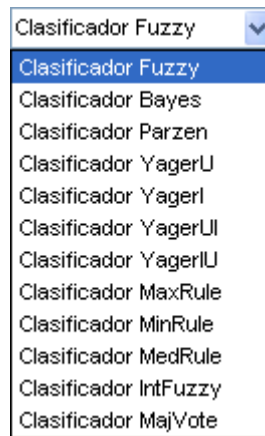 Clasificador Fuzzy
Clasificador Fuzzy
Clasificador Bayes
Clasificador Parzen
Clasificador YagerU
Clasificador YagerI
Clasificador YagerUI
Clasificador YagerIU
Clasificador MaxRule
Clasificador MinRule
Clasificador MedRule
Clasificador IntFuzzy
Clasificador MajVote